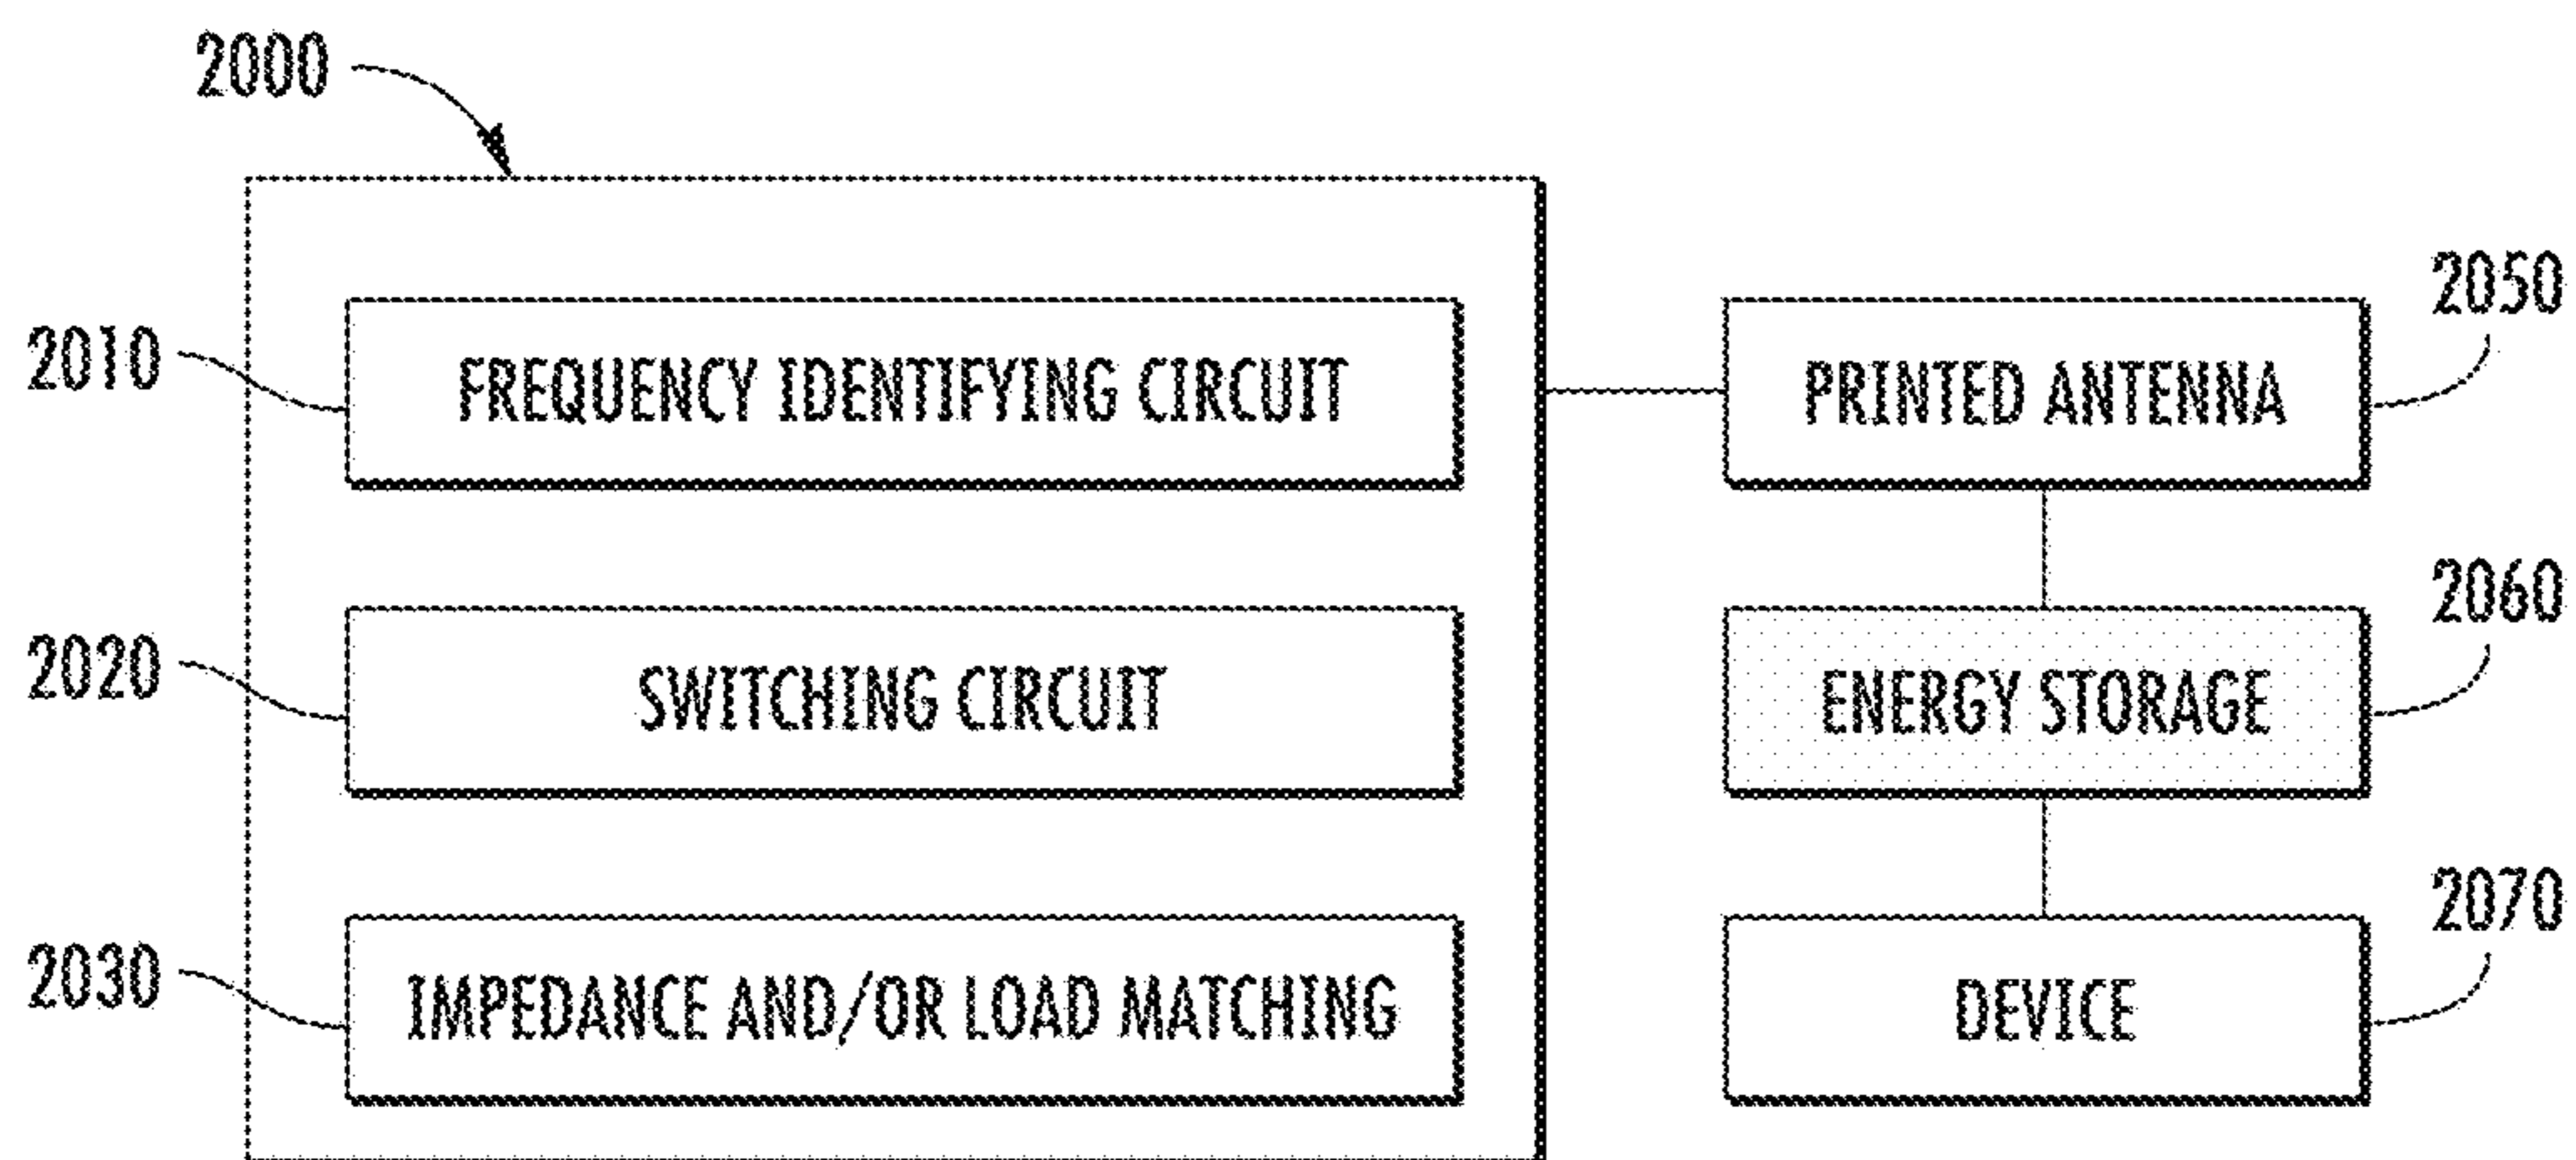 2000
2010
FREQUENCY IDENTIFYING CIRCUIT
PRINTED ANTENNA
2050
2020
SWITCHING CIRCUIT
ENERGY STORAGE
2060
2030
IMPEDANCE AND/OR LOAD MATCHING
DEVICE
2070